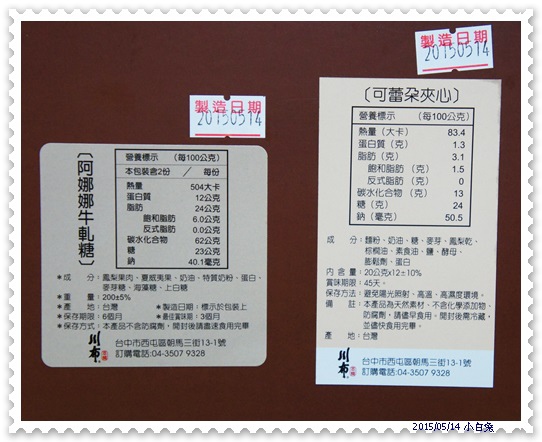 製造日期
20150514
〔阿娜娜牛軋糖〕
營養標示 (每100公克)
本包裝含2份 ／ 每份
熱量 504大卡
蛋白質 12公克
脂肪 24公克
飽和脂肪 6.0公克
反式脂肪 0.0公克
碳水化合物 62公克
糖 23公克
鈉 40.1毫克
＊成 分：鳳梨果肉、夏威夷果、奶油、特質奶粉、蛋白、
麥芽糖、海藻糖、上白糖
＊重 量：200±5%
＊產 地：台灣 ＊製造日期：標示於包裝上
＊保存期限：6個月 ＊最佳賞味期：3個月
＊保存方式：本產品不含防腐劑，開封後請盡速食用完畢
川布
台中市西屯區朝馬三街13-1號
訂購電話:04-3507 9328
製造日期
20150514
〔可蕾朵夾心〕
營養標示 (每100公克)
熱量（大卡） 83.4
蛋白質（克） 1.3
脂肪（克） 3.1
飽和脂肪（克） 1.5
反式脂肪（克） 0
碳水化合物（克） 13
糖（克） 24
鈉（毫克） 50.5
成 分：麵粉、奶油、糖、麥芽、鳳梨乾、
棕櫚油、素食油、鹽、酵母、
膨鬆劑、蛋白
內 含 量：20公克x12±10%
賞味期限：45天。
保存方法：避免陽光照射、高溫、高濕度環境。
備 註：本產品為天然素材，不含化學添加物、
防腐劑，請儘早食用。開封後需冷藏，
並儘快食用完畢。
產 地：台灣
川布
台中市西屯區朝馬三街13-1號
訂購電話:04-3507 9328
2015/05/14 小白兔